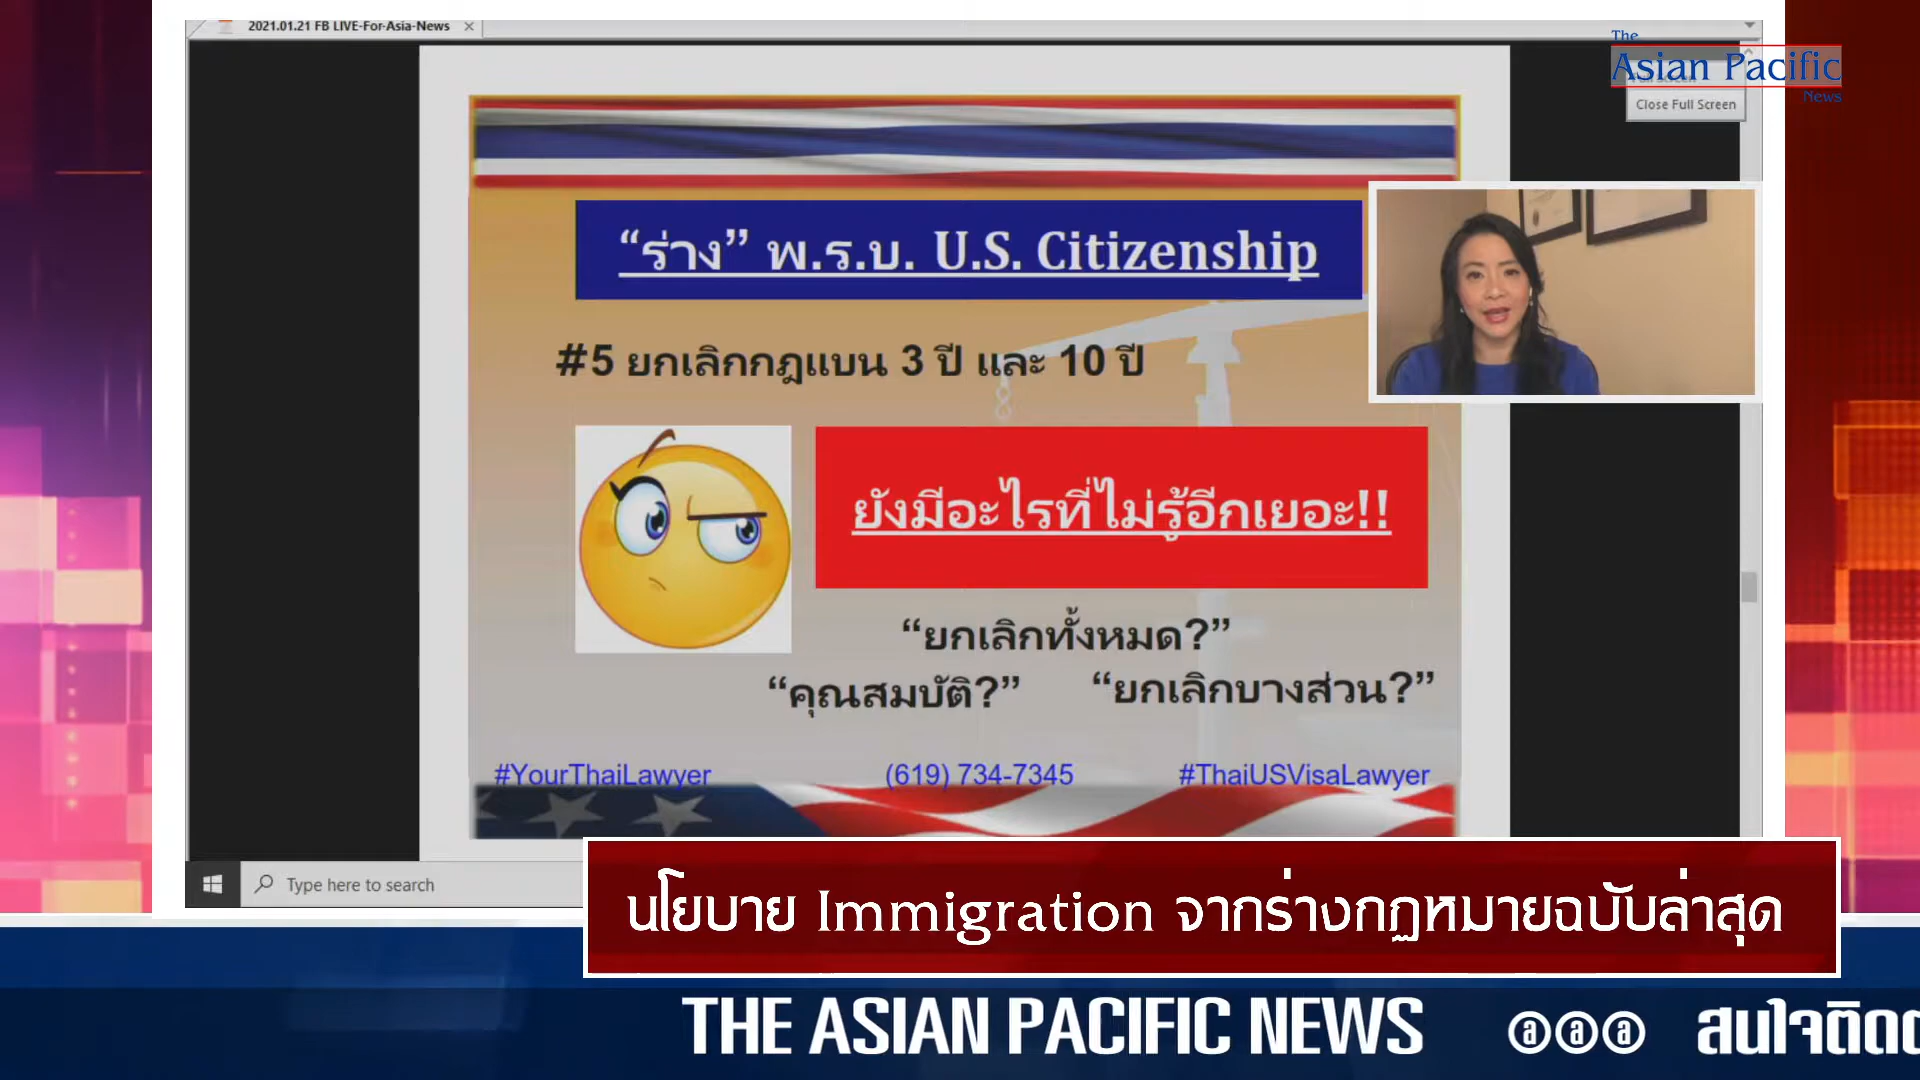 2021.01.21 FB LIVE-For-Asia-News
The
Asian Pacific
News
Close Full Screen
“ร่าง” พ.ร.บ. U.S. Citizenship
#5 ยกเลิกกฎแบน 3 ปี และ 10 ปี
ยังมีอะไรที่ไม่รู้อีกเยอะ!!
“ยกเลิกทั้งหมด?”
“คุณสมบัติ?” “ยกเลิกบางส่วน?”
#YourThaiLawyer (619) 734-7345 #ThaiUSVisaLawyer
Type here to search
นโยบาย Immigration จากร่างกฎหมายฉบับล่าสุด
THE ASIAN PACIFIC NEWS @@@ สนใจติด